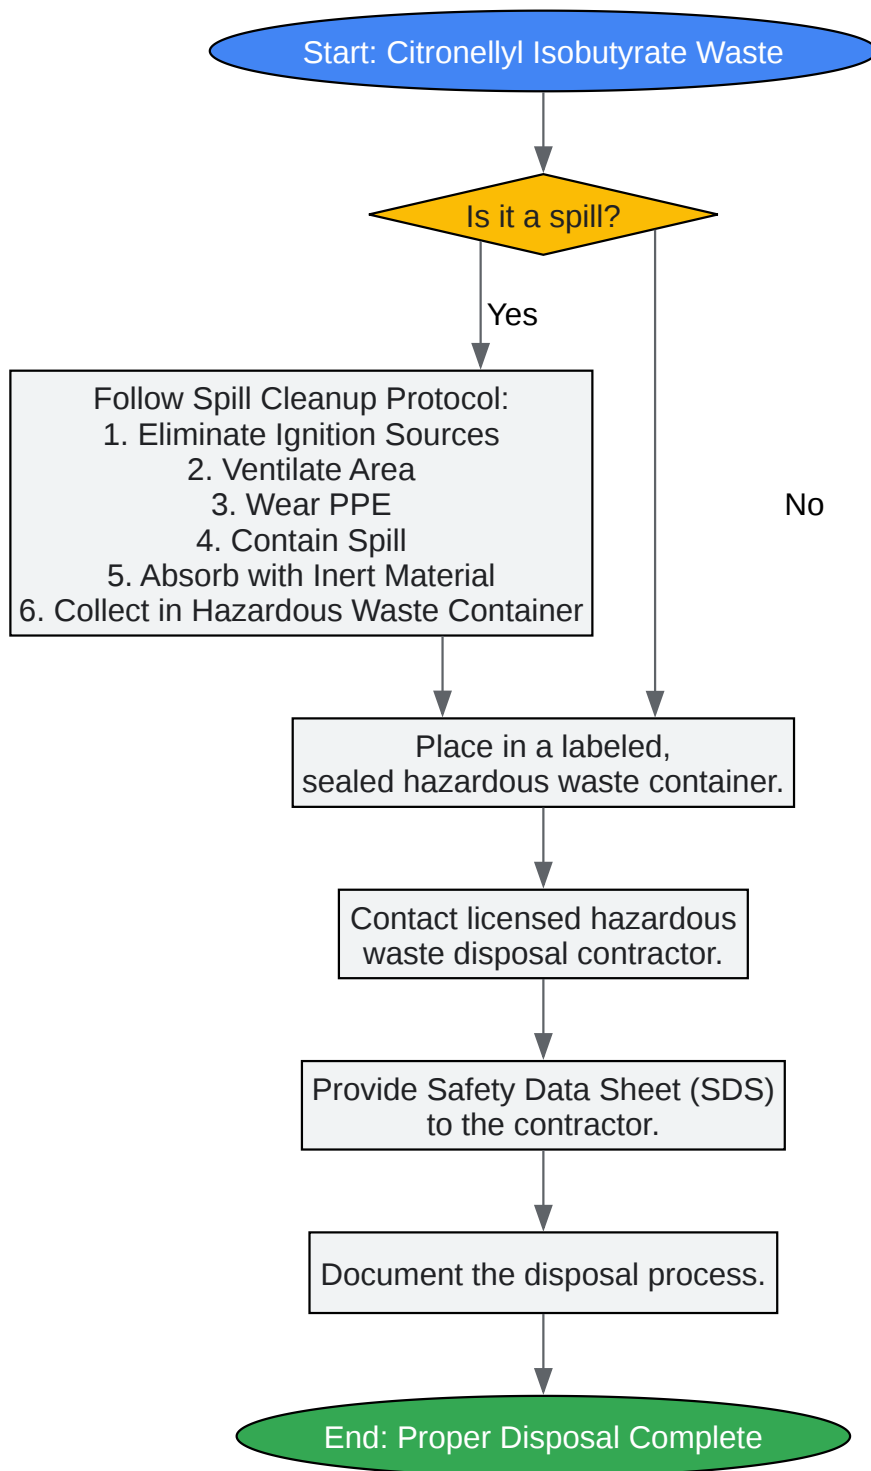 Start: Citronellyl Isobutyrate Waste
Is it a spill?
Yes
Follow Spill Cleanup Protocol:
1. Eliminate Ignition Sources
2. Ventilate Area
3. Wear PPE
4. Contain Spill
5. Absorb with Inert Material
6. Collect in Hazardous Waste Container
No
Place in a labeled,
sealed hazardous waste container.
Contact licensed hazardous
waste disposal contractor.
Provide Safety Data Sheet (SDS)
to the contractor.
Document the disposal process.
End: Proper Disposal Complete